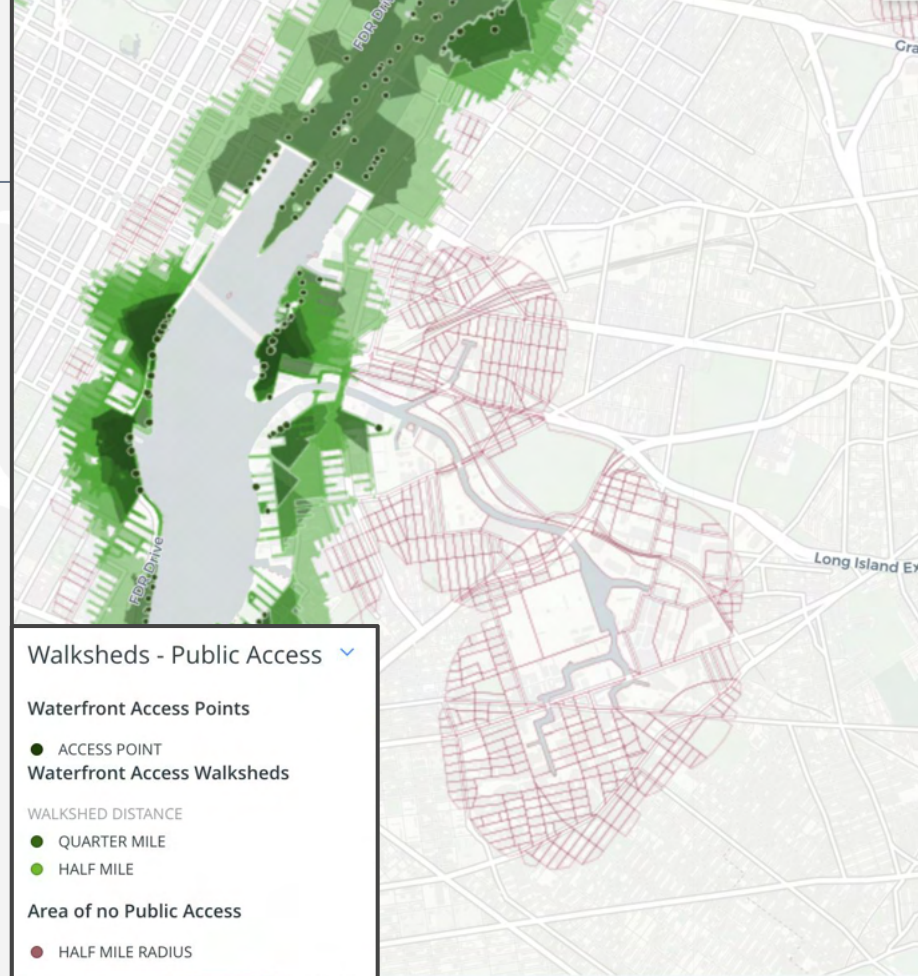 FDR Dri
Gra
Long Island Ex
FDR Drive
Walksheds - Public Access
Waterfront Access Points
ACCESS POINT
Waterfront Access Walksheds
WALKSHED DISTANCE
QUARTER MILE
HALF MILE
Area of no Public Access
HALF MILE RADIUS